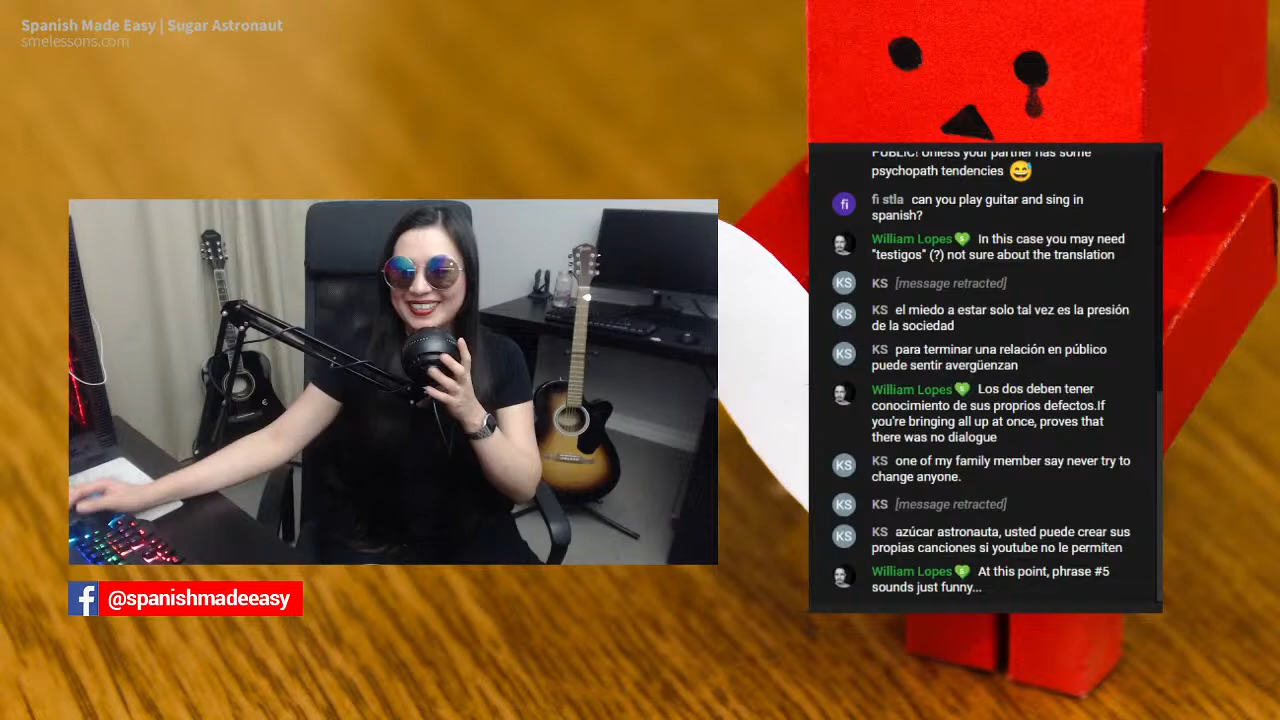 Spanish Made Easy | Sugar Astronaut
smelessons.com
PUBLIC! Unless your partner has some
psychopath tendencies 😅
fi
fi stla can you play guitar and sing in
spanish?
William Lopes In this case you may need
"testigos" (?) not sure about the translation
KS
KS [message retracted]
KS
KS el miedo a estar solo tal vez es la presión
de la sociedad
KS
KS para terminar una relación en público
puede sentir avergüenzan
William Lopes Los dos deben tener
conocimiento de sus proprios defectos.If
you're bringing all up at once, proves that
there was no dialogue
KS
KS one of my family member say never try to
change anyone.
KS
KS [message retracted]
KS
KS azúcar astronauta, usted puede crear sus
propias canciones si youtube no le permiten
William Lopes At this point, phrase #5
sounds just funny...
f @spanishmadeeasy